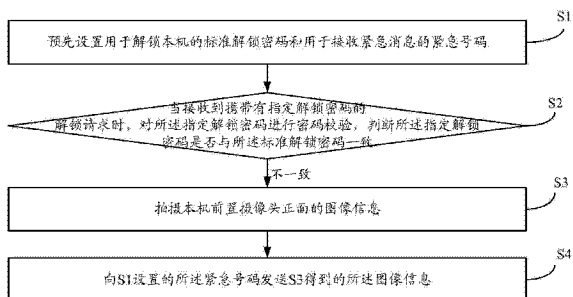 S1
预先设置用于解锁本机的标准解锁密码和用于接收紧急消息的紧急号码
S2
当接收到携带有指定解锁密码的
解锁请求时，对所述指定解锁密码进行密码校验，判断所述指定解锁
密码是否与所述标准解锁密码一致
不一致
S3
拍摄本机前置摄像头正面的图像信息
S4
向S1设置的所述紧急号码发送S3得到的所述图像信息